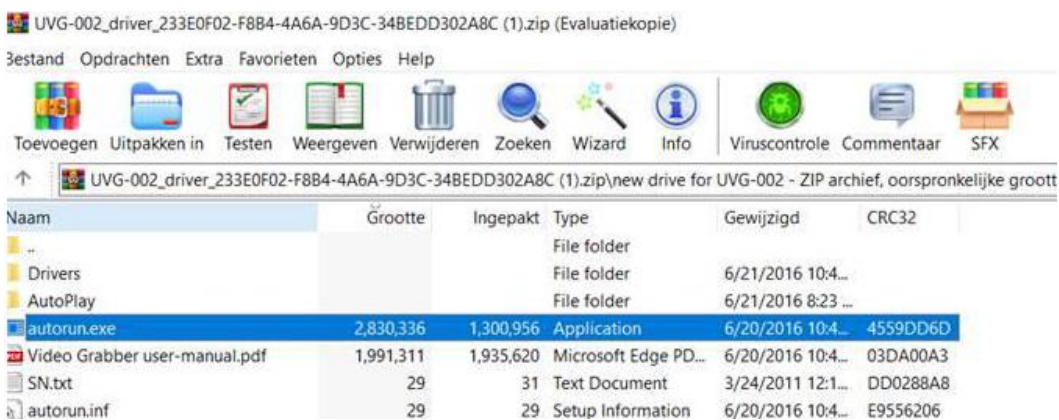 UVG-002_driver_233E0F02-F8B4-4A6A-9D3C-34BEDD302A8C (1).zip (Evaluatiekopie)
Bestand Opdrachten Extra Favorieten Opties Help
Toevoegen Uitpakken in Testen Weergeven Verwijderen Zoeken Wizard Info Viruscontrole Commentaar SFX
UVG-002_driver_233E0F02-F8B4-4A6A-9D3C-34BEDD302A8C (1).zip\new drive for UVG-002 - ZIP archief, oorspronkelijke groott
Naam Grootte Ingepakt Type Gewijzigd CRC32
.. File folder
Drivers File folder 6/21/2016 10:4...
AutoPlay File folder 6/21/2016 8:23 ...
autorun.exe 2,830,336 1,300,956 Application 6/20/2016 10:4... 4559DD6D
Video Grabber user-manual.pdf 1,991,311 1,935,620 Microsoft Edge PD... 6/20/2016 10:4... 03DA00A3
SN.txt 29 31 Text Document 3/24/2011 12:1... DD0288A8
autorun.inf 29 29 Setup Information 6/20/2016 10:4... E9556206